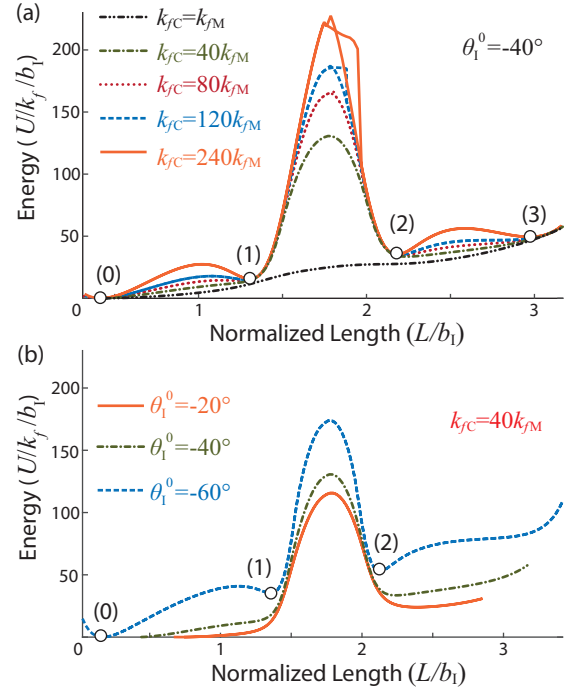 (a)
k_fC=k_fM
k_fC=40k_fM
k_fC=80k_fM
k_fC=120k_fM
k_fC=240k_fM
θ_I^0=-40°
200
150
100
50
0
Energy (U/k_f/b_I)
(0)
(1)
(2)
(3)
0 1 2 3
Normalized Length (L/b_I)
(b)
θ_I^0=-20°
θ_I^0=-40°
θ_I^0=-60°
k_fC=40k_fM
200
150
100
50
0
Energy (U/k_f/b_I)
(0)
(1)
(2)
0 1 2 3
Normalized Length (L/b_I)